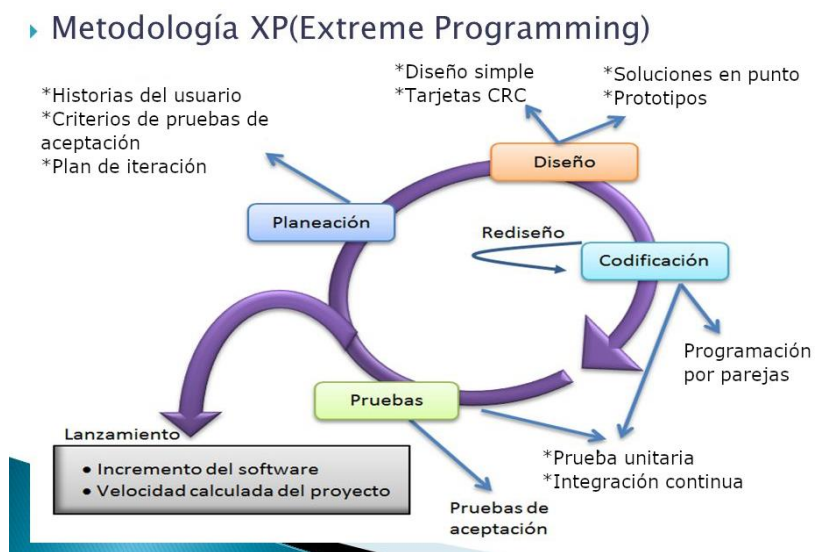 Metodología XP(Extreme Programming)
*Historias del usuario
*Criterios de pruebas de
aceptación
*Plan de iteración
*Diseño simple
*Tarjetas CRC
*Soluciones en punto
*Prototipos
Diseño
Planeación
Rediseño
Codificación
Programación
por parejas
Pruebas
Lanzamiento
• Incremento del software
• Velocidad calculada del proyecto
*Prueba unitaria
*Integración continua
Pruebas de
aceptación